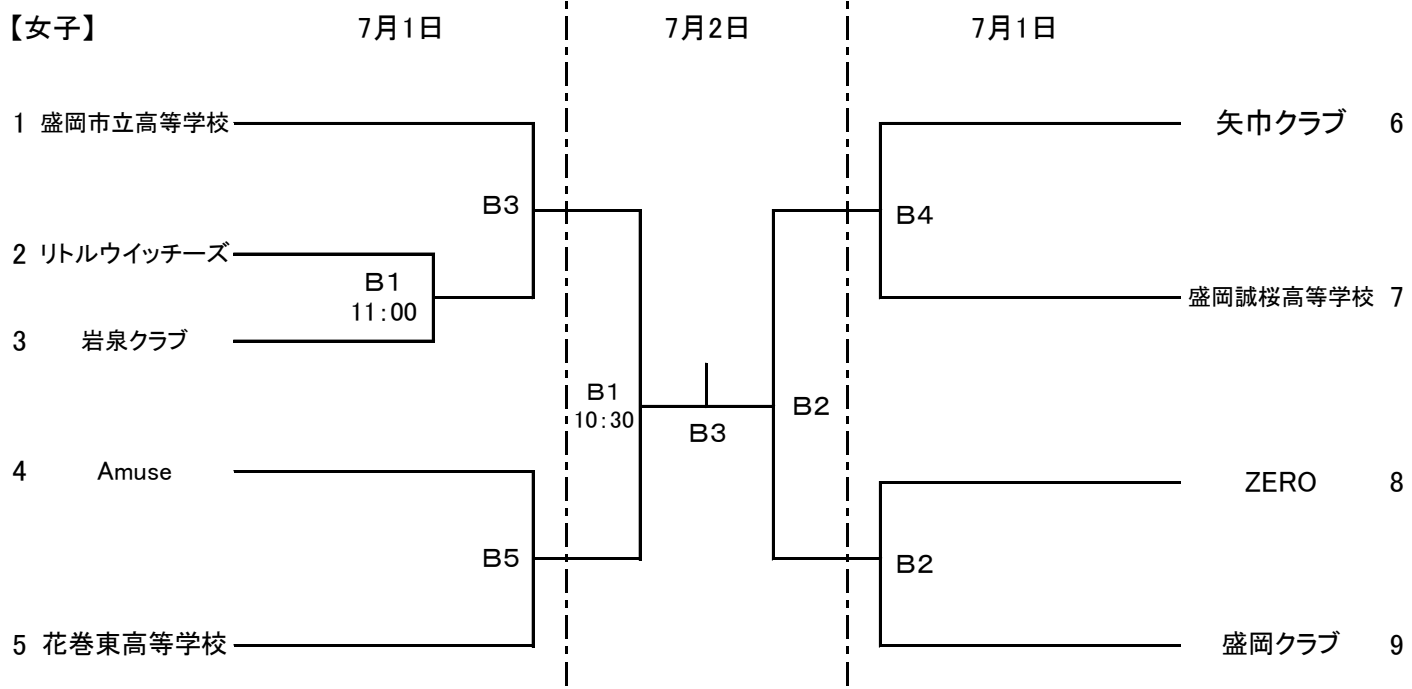 【女子】 7月1日 7月2日 7月1日
1 盛岡市立高等学校
矢巾クラブ 6
B3
B4
2 リトルウイッチーズ
B1
11:00
盛岡誠桜高等学校 7
3 岩泉クラブ
B1
10:30
B2
B3
4 Amuse
ZERO 8
B5
B2
5 花巻東高等学校
盛岡クラブ 9